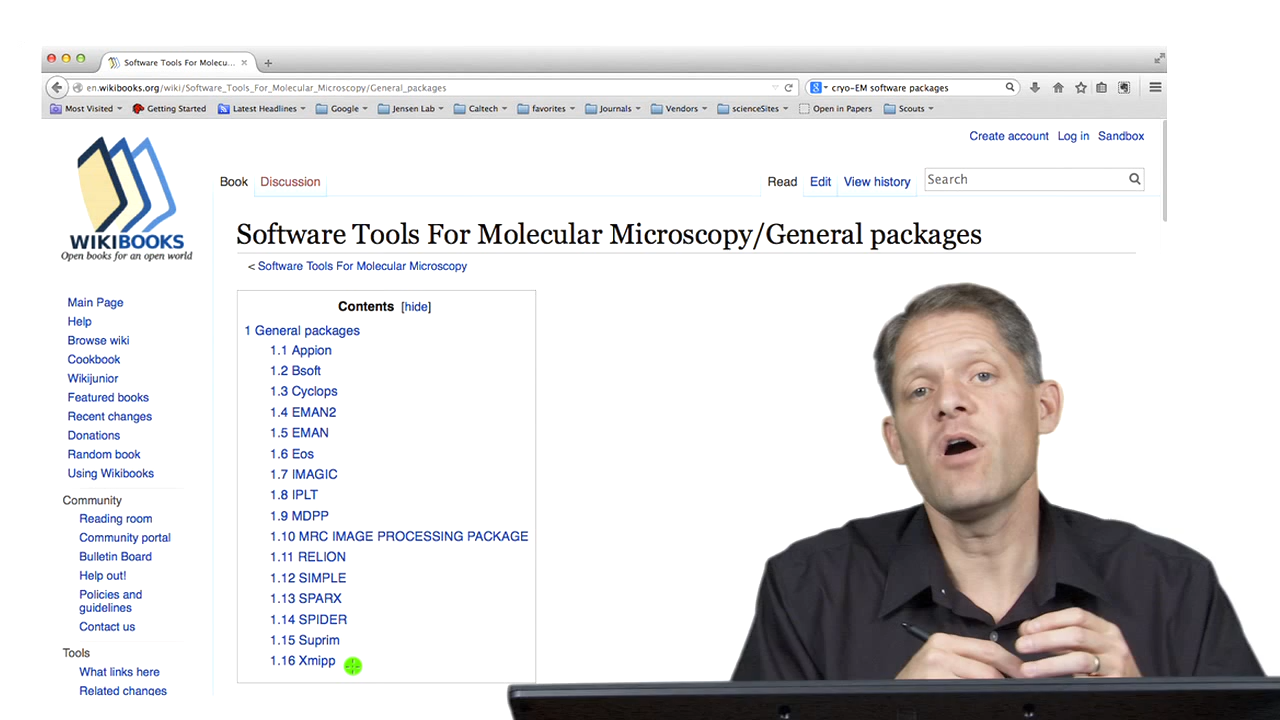 Software Tools For Molecu...
en.wikibooks.org/wiki/Software_Tools_For_Molecular_Microscopy/General_packages
cryo-EM software packages
Most Visited
Getting Started
Latest Headlines
Google
Jensen Lab
Caltech
favorites
Journals
Vendors
scienceSites
Open in Papers
Scouts
Create account Log in Sandbox
Book Discussion
Read Edit View history
Search
WIKIBOOKS
Open books for an open world
Software Tools For Molecular Microscopy/General packages
< Software Tools For Molecular Microscopy
Main Page
Help
Browse wiki
Cookbook
Wikijunior
Featured books
Recent changes
Donations
Random book
Using Wikibooks
Community
Reading room
Community portal
Bulletin Board
Help out!
Policies and
guidelines
Contact us
Tools
What links here
Related changes
Contents [hide]
1 General packages
1.1 Appion
1.2 Bsoft
1.3 Cyclops
1.4 EMAN2
1.5 EMAN
1.6 Eos
1.7 IMAGIC
1.8 IPLT
1.9 MDPP
1.10 MRC IMAGE PROCESSING PACKAGE
1.11 RELION
1.12 SIMPLE
1.13 SPARX
1.14 SPIDER
1.15 Suprim
1.16 Xmipp